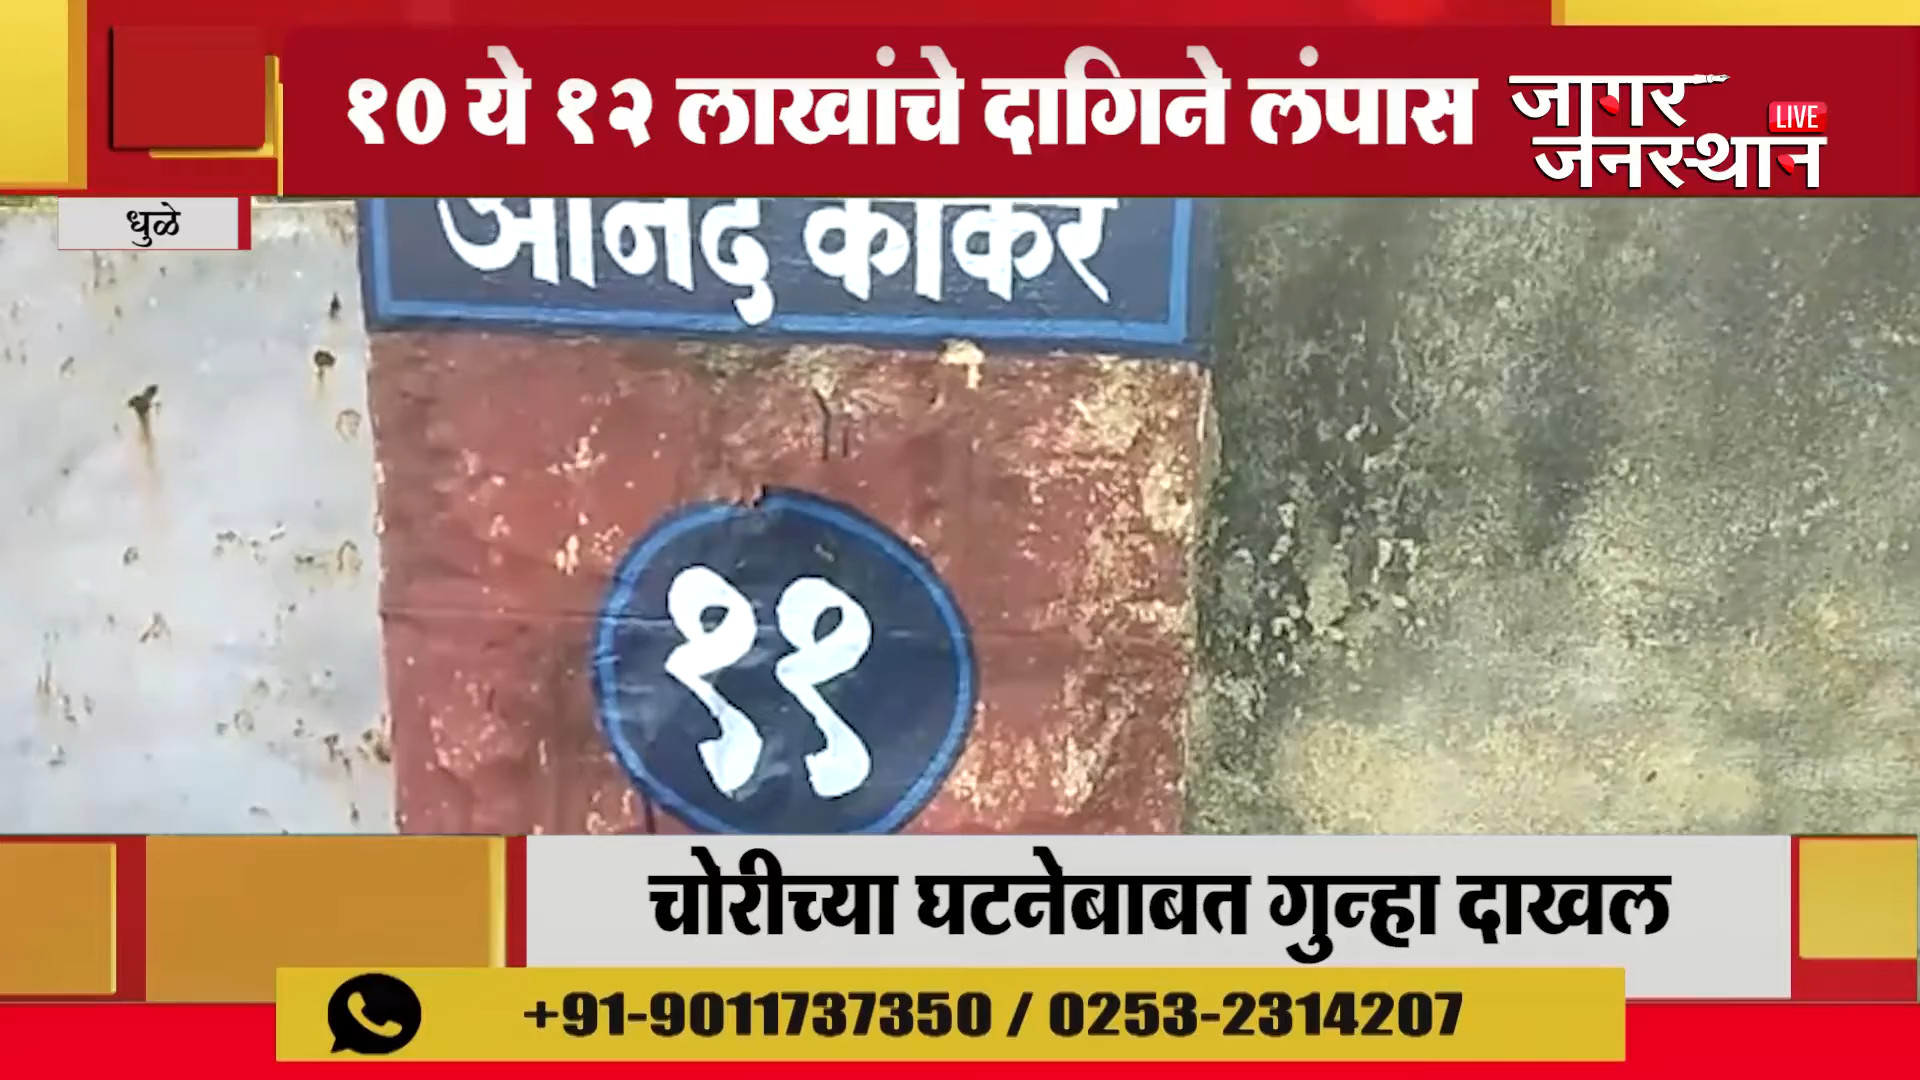 १० ये १२ लाखांचे दागिने लंपास
जागर
LIVE
जनस्थान
धुळे
आनंद कांकर
११
चोरीच्या घटनेबाबत गुन्हा दाखल
+91-9011737350 / 0253-2314207